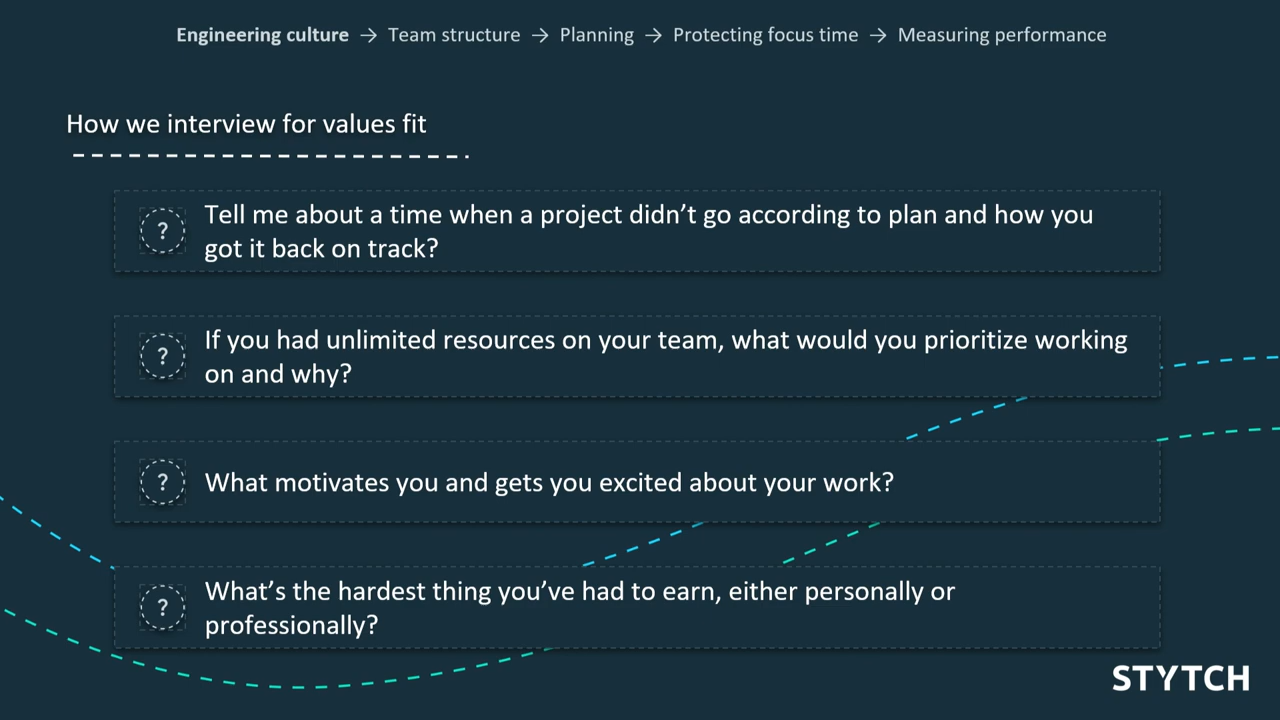 Engineering culture → Team structure → Planning → Protecting focus time → Measuring performance
How we interview for values fit
? Tell me about a time when a project didn’t go according to plan and how you
got it back on track?
? If you had unlimited resources on your team, what would you prioritize working
on and why?
? What motivates you and gets you excited about your work?
? What’s the hardest thing you’ve had to earn, either personally or
professionally?
STYTCH